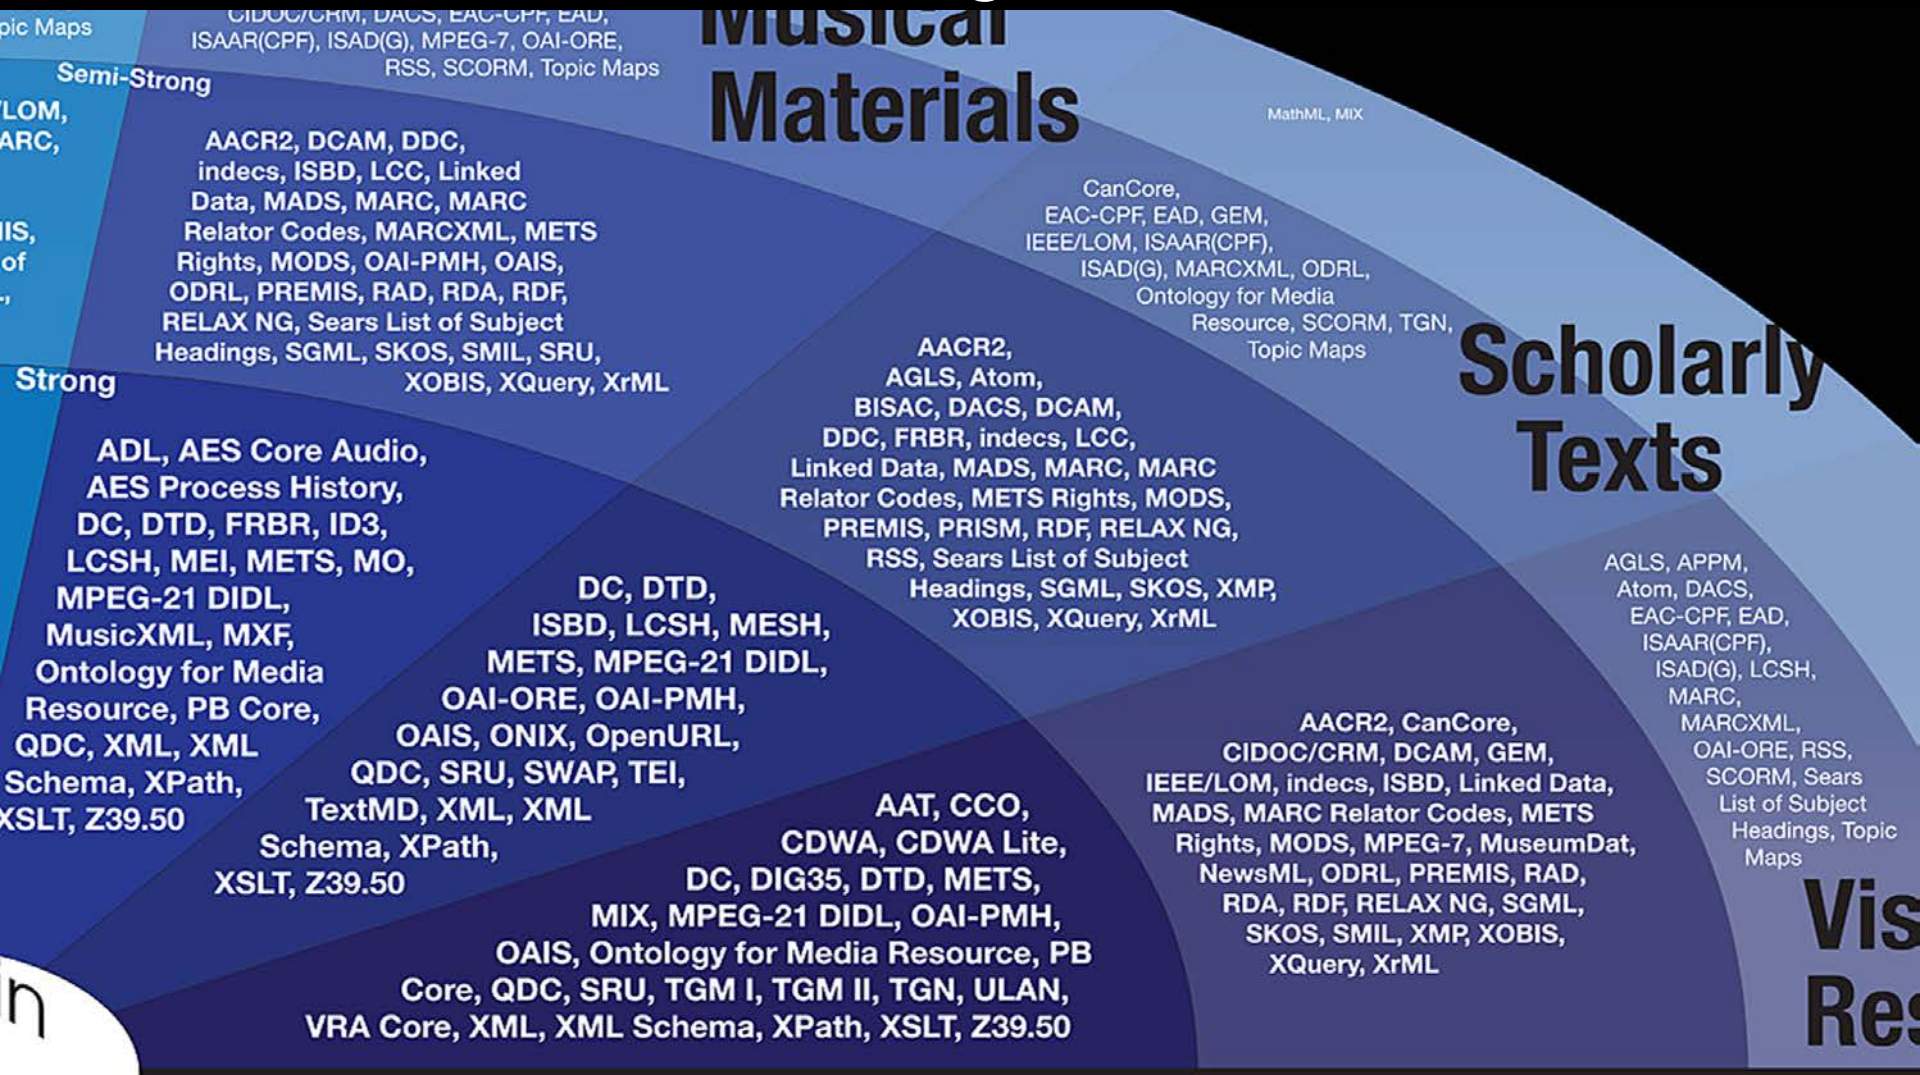 pic Maps
CIDOC/CRM, DACS, EAC-CPF, EAD,
ISAAR(CPF), ISAD(G), MPEG-7, OAI-ORE,
RSS, SCORM, Topic Maps
Musical
Materials
Semi-Strong
/LOM,
ARC,
of
Strong
AACR2, DCAM, DDC,
indecs, ISBD, LCC, Linked
Data, MADS, MARC, MARC
Relator Codes, MARCXML, METS
Rights, MODS, OAI-PMH, OAIS,
ODRL, PREMIS, RAD, RDA, RDF,
RELAX NG, Sears List of Subject
Headings, SGML, SKOS, SMIL, SRU,
XOBIS, XQuery, XrML
ADL, AES Core Audio,
AES Process History,
DC, DTD, FRBR, ID3,
LCSH, MEI, METS, MO,
MPEG-21 DIDL,
MusicXML, MXF,
Ontology for Media
Resource, PB Core,
QDC, XML, XML
Schema, XPath,
XSLT, Z39.50
MathML, MIX
CanCore,
EAC-CPF, EAD, GEM,
IEEE/LOM, ISAAR(CPF),
ISAD(G), MARCXML, ODRL,
Ontology for Media
Resource, SCORM, TGN,
Topic Maps
Scholarly
Texts
AACR2,
AGLS, Atom,
BISAC, DACS, DCAM,
DDC, FRBR, indecs, LCC,
Linked Data, MADS, MARC, MARC
Relator Codes, METS Rights, MODS,
PREMIS, PRISM, RDF, RELAX NG,
RSS, Sears List of Subject
Headings, SGML, SKOS, XMP,
XOBIS, XQuery, XrML
DC, DTD,
ISBD, LCSH, MESH,
METS, MPEG-21 DIDL,
OAI-ORE, OAI-PMH,
OAIS, ONIX, OpenURL,
QDC, SRU, SWAP, TEI,
TextMD, XML, XML
Schema, XPath,
XSLT, Z39.50
AGLS, APPM,
Atom, DACS,
EAC-CPF, EAD,
ISAAR(CPF),
ISAD(G), LCSH,
MARC,
MARCXML,
OAI-ORE, RSS,
SCORM, Sears
List of Subject
Headings, Topic
Maps
Vis
Res
AACR2, CanCore,
CIDOC/CRM, DCAM, GEM,
IEEE/LOM, indecs, ISBD, Linked Data,
MADS, MARC Relator Codes, METS
Rights, MODS, MPEG-7, MuseumDat,
NewsML, ODRL, PREMIS, RAD,
RDA, RDF, RELAX NG, SGML,
SKOS, SMIL, XMP, XOBIS,
XQuery, XrML
AAT, CCO,
CDWA, CDWA Lite,
DC, DIG35, DTD, METS,
MIX, MPEG-21 DIDL, OAI-PMH,
OAIS, Ontology for Media Resource, PB
Core, QDC, SRU, TGM I, TGM II, TGN, ULAN,
VRA Core, XML, XML Schema, XPath, XSLT, Z39.50
in